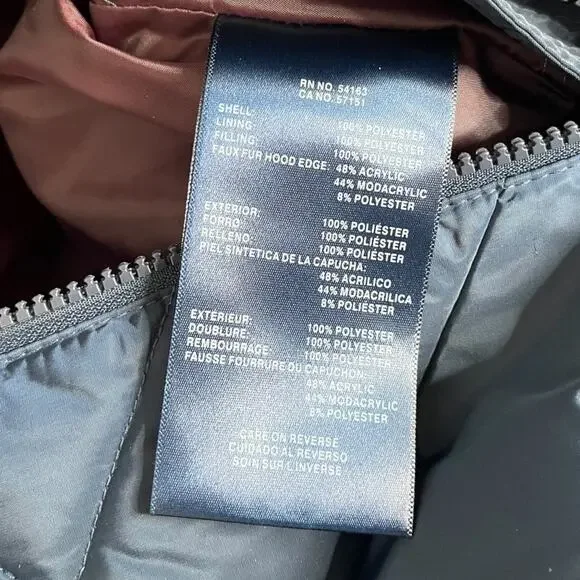 RN NO. 54163
CA NO. 57151
SHELL: 100% POLYESTER
LINING: 100% POLYESTER
FILLING: 100% POLYESTER
FAUX FUR HOOD EDGE: 48% ACRYLIC
44% MODACRYLIC
8% POLYESTER
EXTERIOR: 100% POLIÉSTER
FORRO: 100% POLIÉSTER
RELLENO: 100% POLIÉSTER
PIEL SINTETICA DE LA CAPUCHA:
48% ACRILICO
44% MODACRILICA
8% POLIÉSTER
EXTÉRIEUR: 100% POLYESTER
DOUBLURE: 100% POLYESTER
REMBOURRAGE: 100% POLYESTER
FAUSSE FOURRURE DU CAPUCHON:
48% ACRYLIC
44% MODACRYLIC
8% POLYESTER
CARE ON REVERSE
CUIDADO AL REVERSO
SOIN SUR L'INVERSE